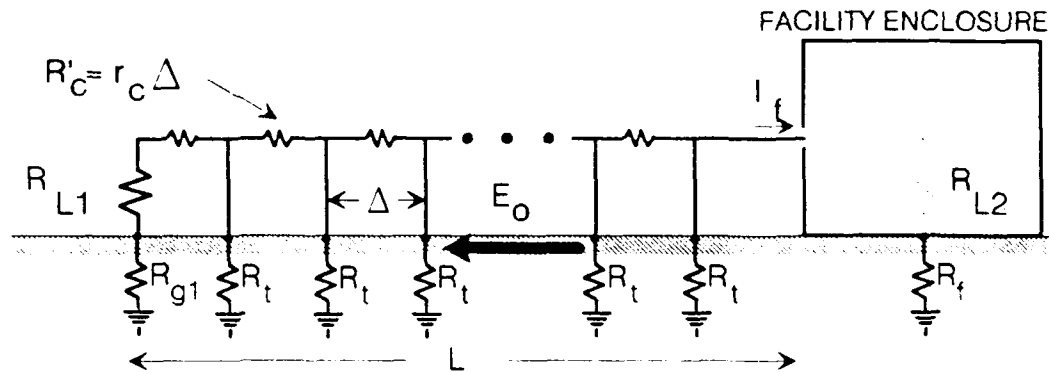 FACILITY ENCLOSURE
R'c = rc Δ
If
RL1
Δ
Eo
RL2
Rg1
Rt
Rt
Rt
Rt
Rt
Rf
L